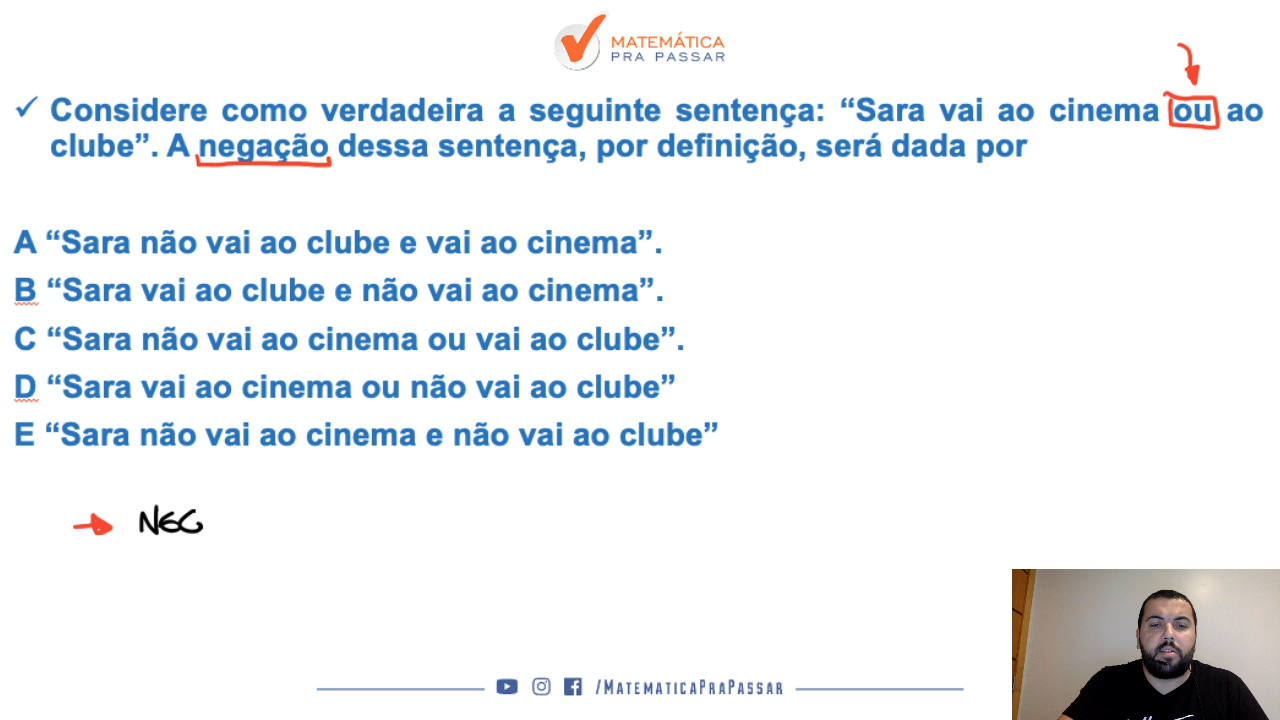 MATEMÁTICA
PRA PASSAR
✓ Considere como verdadeira a seguinte sentença: “Sara vai ao cinema ou ao
clube”. A negação dessa sentença, por definição, será dada por
A “Sara não vai ao clube e vai ao cinema”.
B “Sara vai ao clube e não vai ao cinema”.
C “Sara não vai ao cinema ou vai ao clube”.
D “Sara vai ao cinema ou não vai ao clube”
E “Sara não vai ao cinema e não vai ao clube”
→ NEG
/MATEMATICAPRAPASSAR